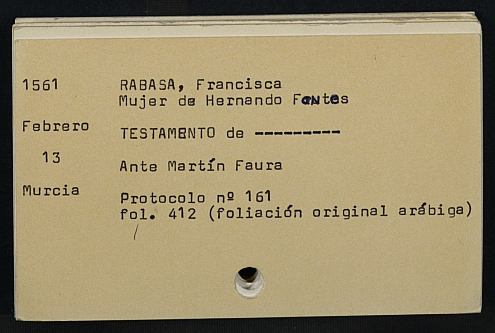 1561 RABASA, Francisca
Mujer de Hernando Fontes
Febrero TESTAMENTO de ---------
13 Ante Martín Faura
Murcia Protocolo nº 161
fol. 412 (foliación original arábiga)
/